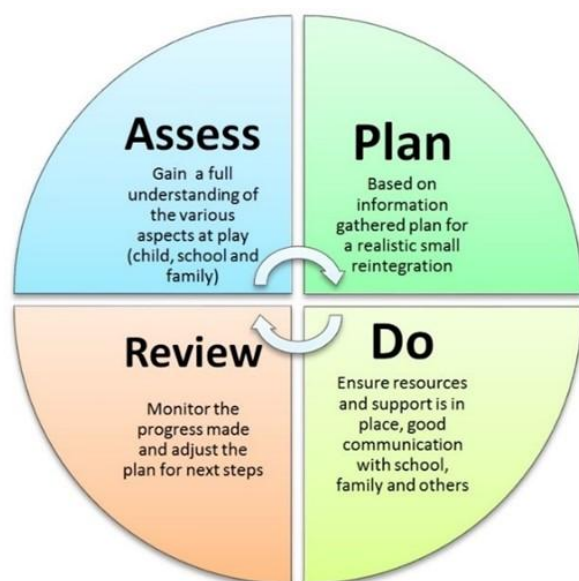 Assess
Gain a full
understanding of
the various
aspects at play
(child, school and
family)
Plan
Based on
information
gathered plan for
a realistic small
reintegration
Review
Monitor the
progress made
and adjust the
plan for next steps
Do
Ensure resources
and support is in
place, good
communication
with school,
family and others